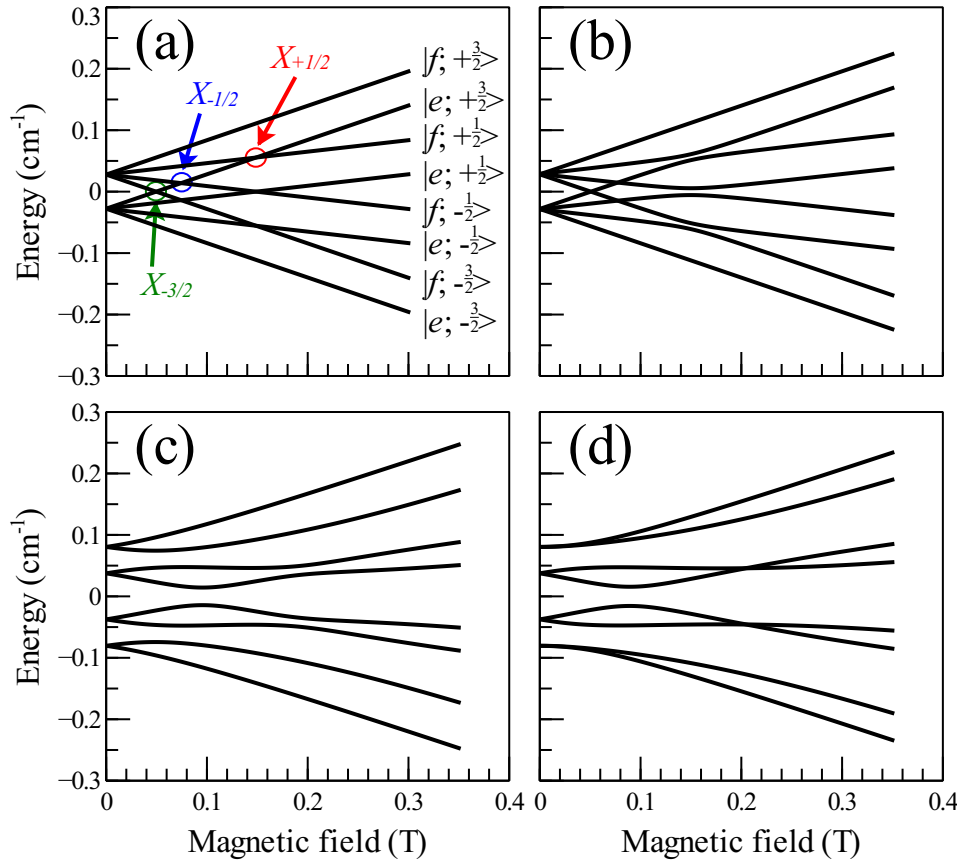 (a)
(b)
X+1/2
X-1/2
X-3/2
|f; +3/2>
|e; +3/2>
|f; +1/2>
|e; +1/2>
|f; -1/2>
|e; -1/2>
|f; -3/2>
|e; -3/2>
Energy (cm-1)
0.3
0.2
0.1
0
−0.1
−0.2
−0.3
(c)
(d)
Energy (cm-1)
0.3
0.2
0.1
0
−0.1
−0.2
−0.3
0 0.1 0.2 0.3 0.4
0 0.1 0.2 0.3 0.4
Magnetic field (T)
Magnetic field (T)